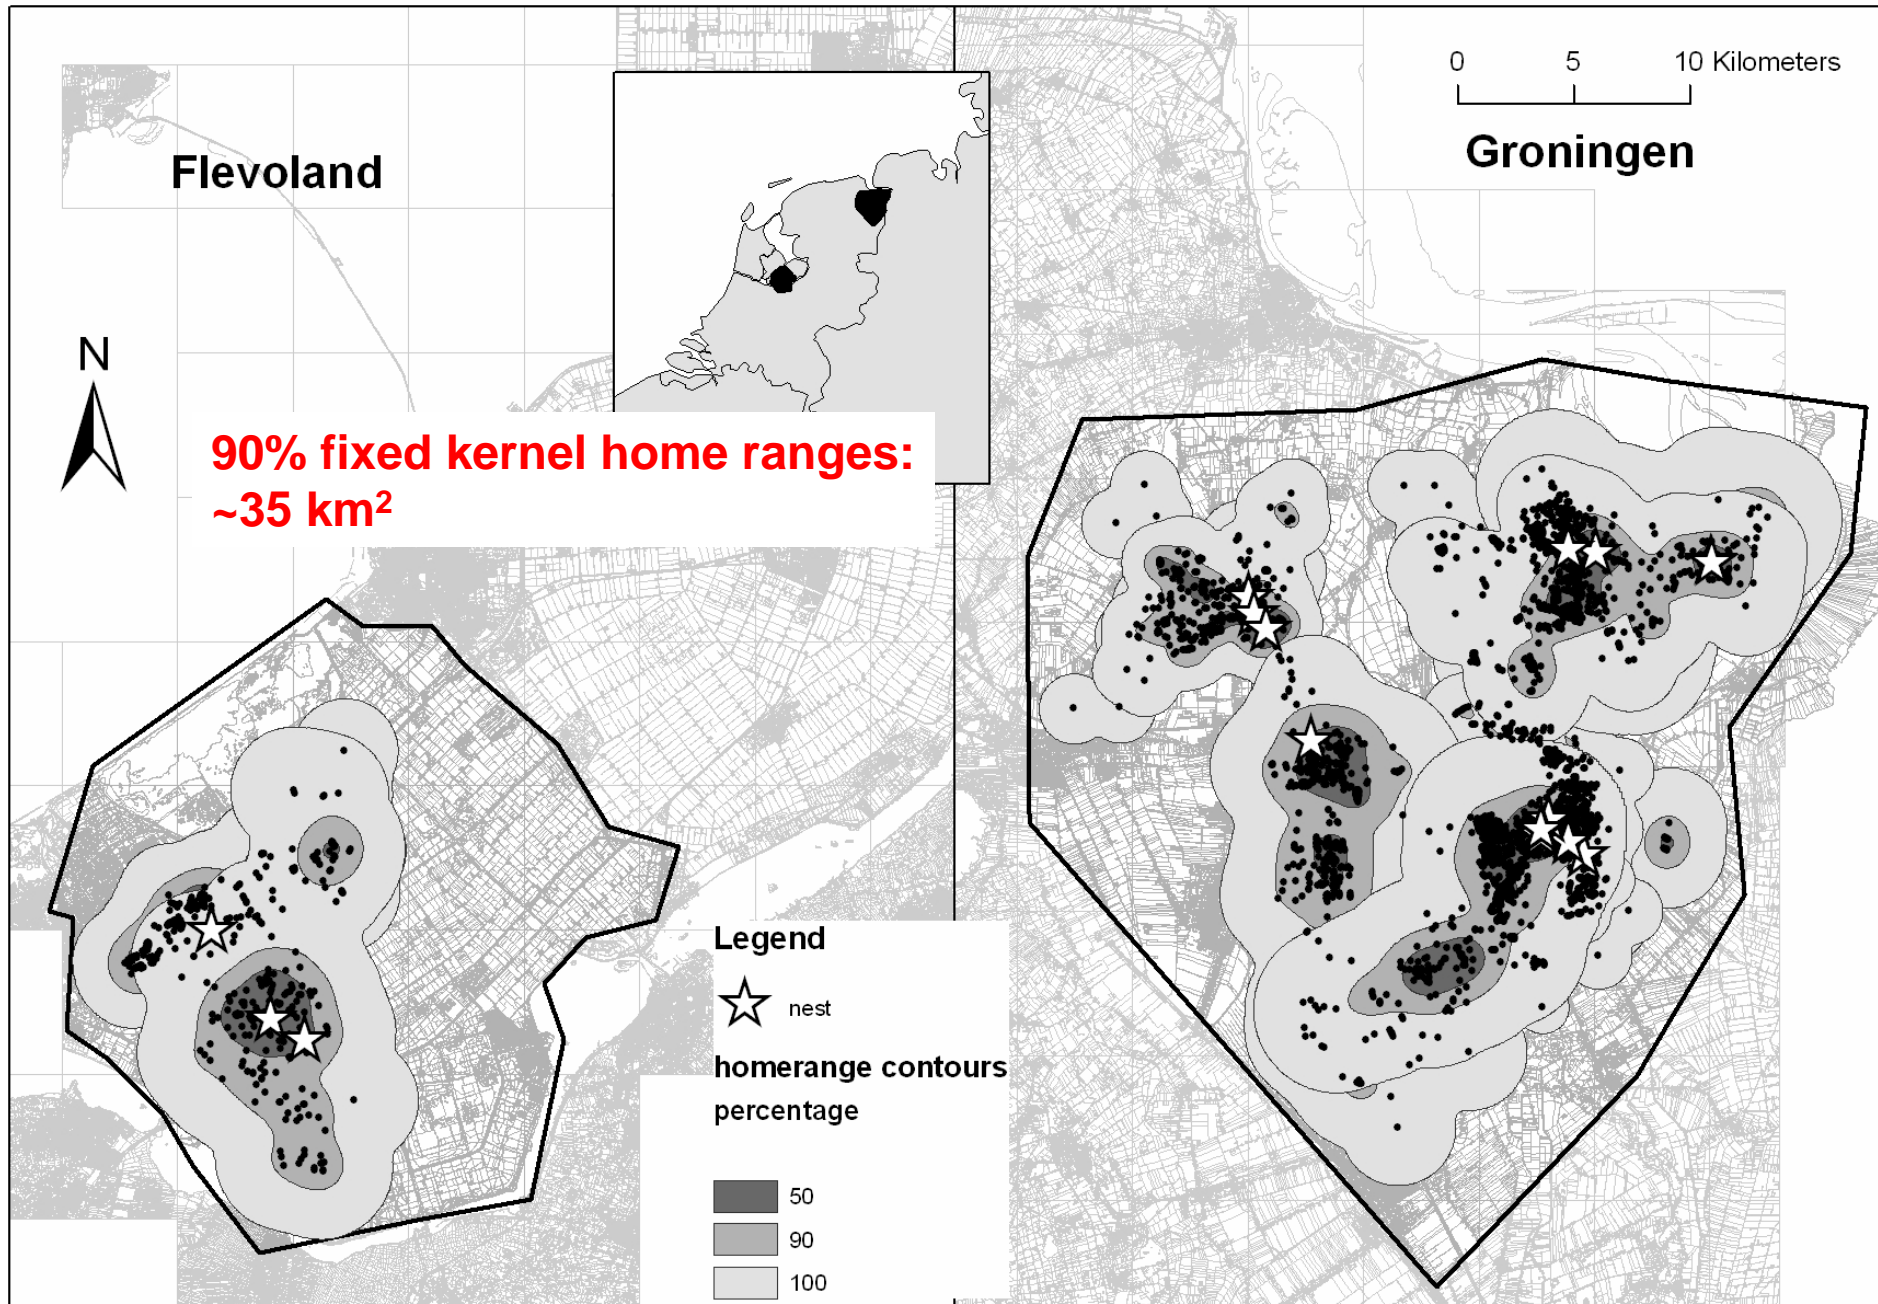 Flevoland
0 5 10 Kilometers
Groningen
N
90% fixed kernel home ranges:
~35 km²
Legend
nest
homerange contours
percentage
50
90
100